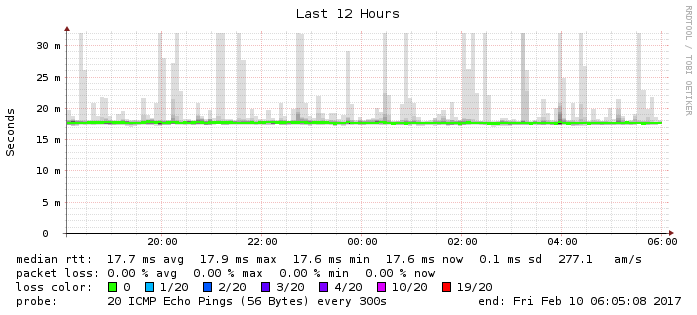 Last 12 Hours
RRDTOOL / TOBI OETIKER
Seconds
30 m
25 m
20 m
15 m
10 m
5 m
0
20:00 22:00 00:00 02:00 04:00 06:00
median rtt: 17.7 ms avg 17.9 ms max 17.6 ms min 17.6 ms now 0.1 ms sd 277.1 am/s
packet loss: 0.00 % avg 0.00 % max 0.00 % min 0.00 % now
loss color: 0 1/20 2/20 3/20 4/20 10/20 19/20
probe: 20 ICMP Echo Pings (56 Bytes) every 300s end: Fri Feb 10 06:05:08 2017